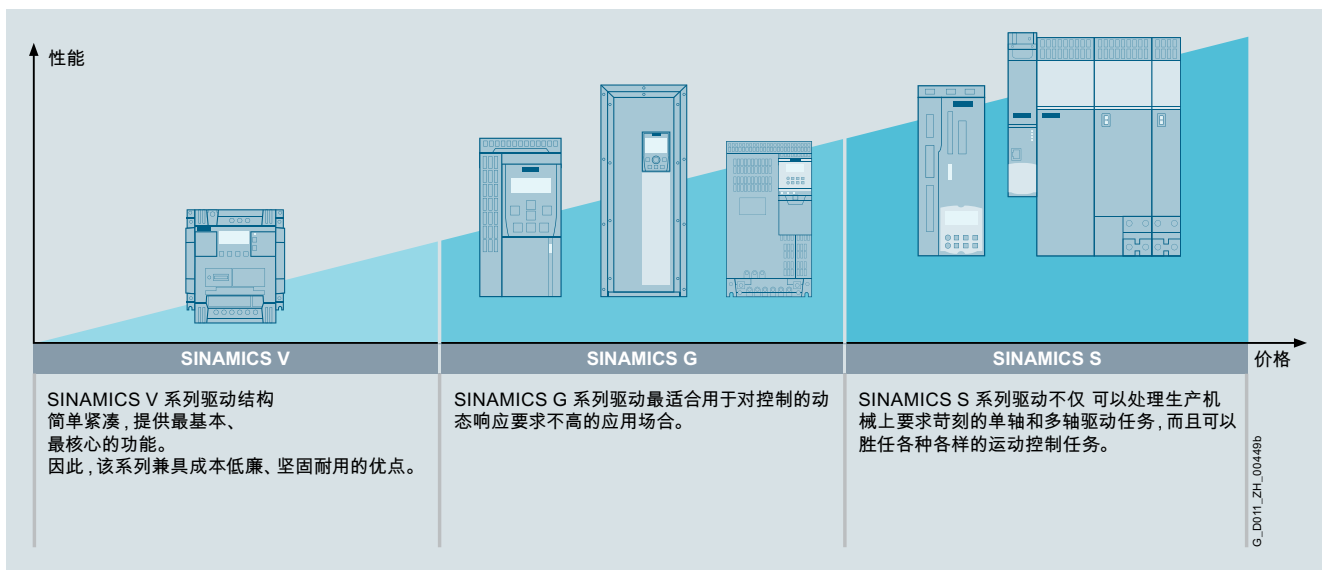 性能
SINAMICS V
SINAMICS G
SINAMICS S
价格
SINAMICS V 系列驱动结构
简单紧凑,提供最基本、
最核心的功能。
因此,该系列兼具成本低廉、坚固耐用的优点。
SINAMICS G 系列驱动最适合用于对控制的动
态响应要求不高的应用场合。
SINAMICS S 系列驱动不仅 可以处理生产机
械上要求苛刻的单轴和多轴驱动任务,而且可以
胜任各种各样的运动控制任务。
G_D011_ZH_00449b